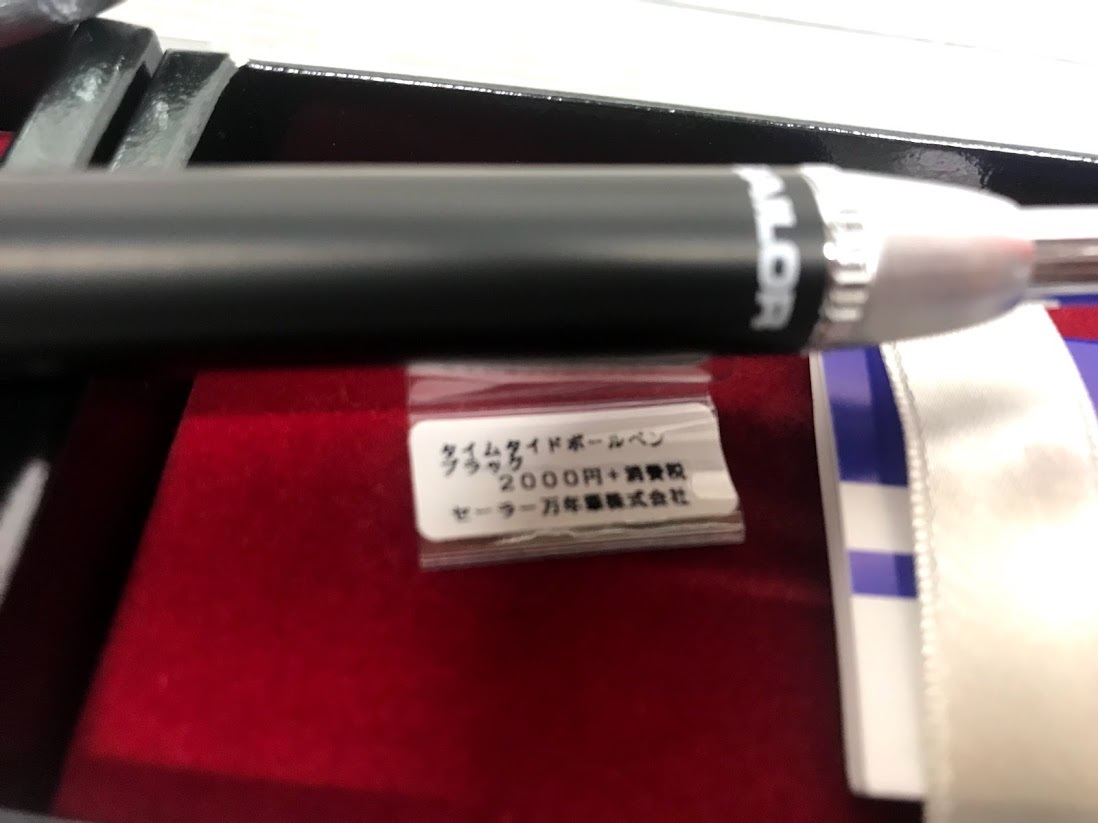 AILOR
タイムタイドボールペン
ブラック
2000円+消費税
セーラー万年筆株式会社